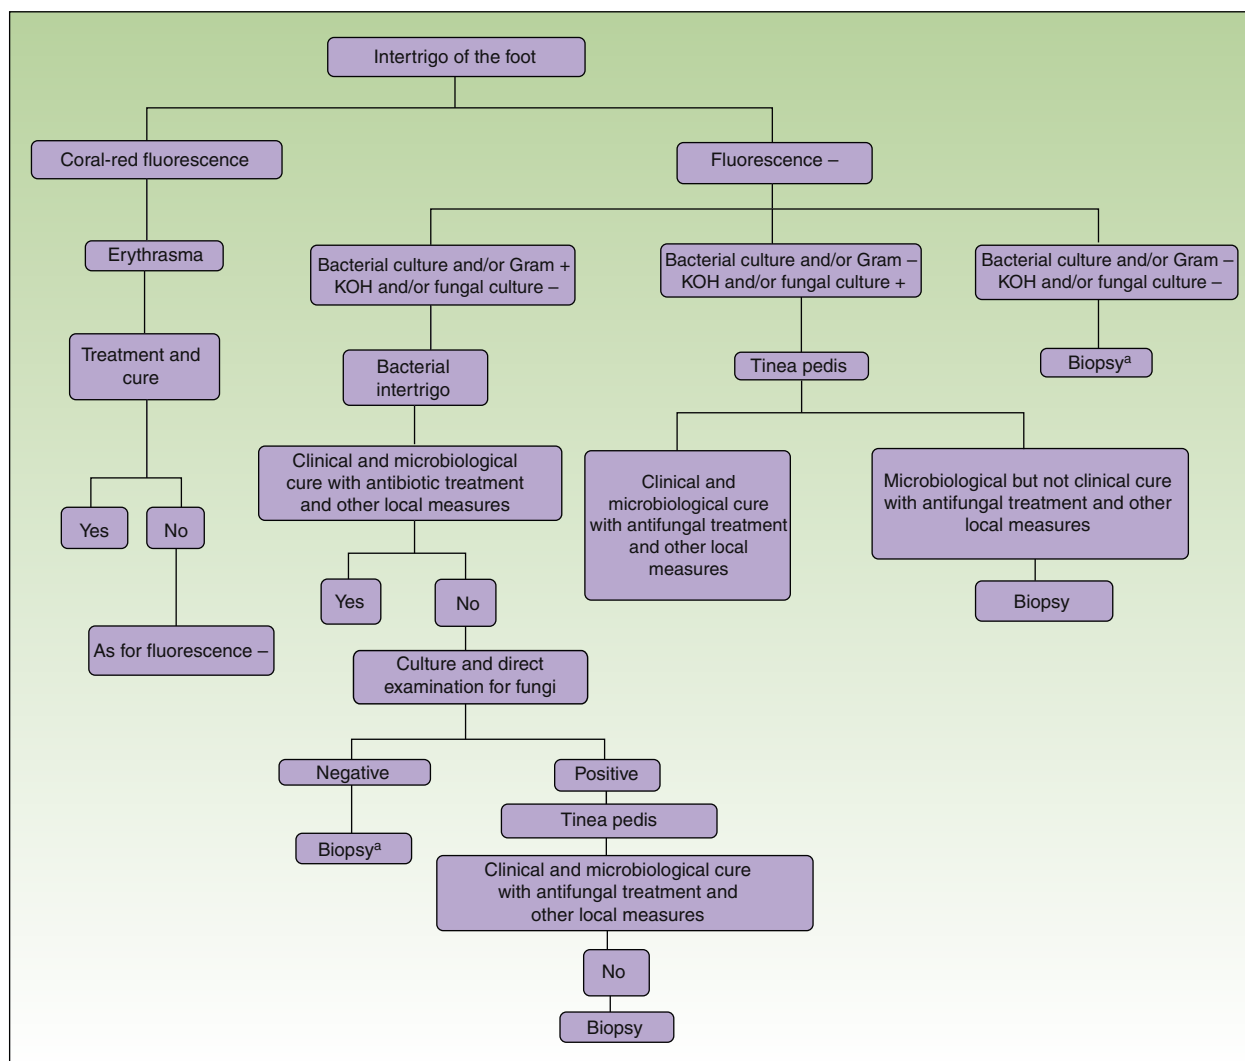 Intertrigo of the foot
Coral-red fluorescence
Fluorescence –
Erythrasma
Bacterial culture and/or Gram +
KOH and/or fungal culture –
Bacterial culture and/or Gram –
KOH and/or fungal culture +
Bacterial culture and/or Gram –
KOH and/or fungal culture –
Treatment and
cure
Bacterial
intertrigo
Tinea pedis
Biopsyᵃ
Clinical and microbiological
cure with antibiotic treatment
and other local measures
Clinical and
microbiological cure
with antifungal treatment
and other local
measures
Microbiological but not clinical cure
with antifungal treatment and other
local measures
Yes
No
Yes
No
Biopsy
As for fluorescence –
Culture and direct
examination for fungi
Negative
Positive
Biopsyᵃ
Tinea pedis
Clinical and microbiological cure
with antifungal treatment and
other local measures
No
Biopsy